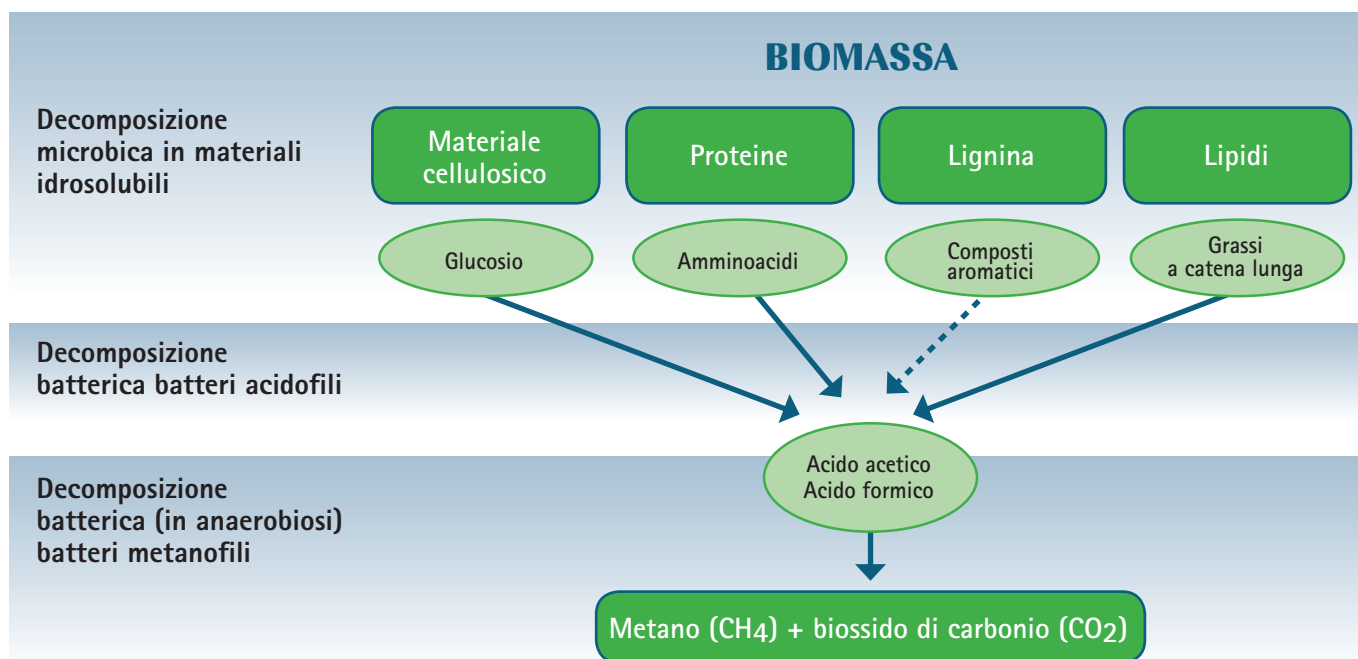 BIOMASSA
Decomposizione
microbica in materiali
idrosolubili
Materiale
cellulosico
Proteine
Lignina
Lipidi
Glucosio
Amminoacidi
Composti
aromatici
Grassi
a catena lunga
Decomposizione
batterica batteri acidofili
Acido acetico
Acido formico
Decomposizione
batterica (in anaerobiosi)
batteri metanofili
Metano (CH4) + biossido di carbonio (CO2)